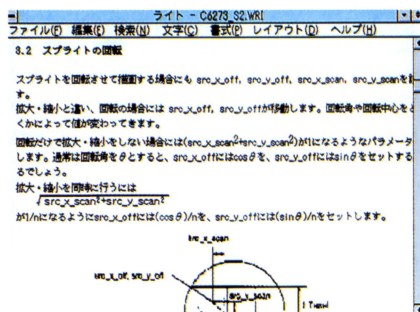 ライト - C6273_S2.WRI
ファイル(F) 編集(E) 検索(N) 文字(C) 書式(P) レイアウト(D) ヘルプ(H)
3.2 スプライトの回転
スプライトを回転させて描画する場合にも src_x_off, src_y_off, src_x_scan, src_y_scanを
す。
拡大・縮小と違い、回転の場合には src_x_off, src_y_offが移動します。回転角や回転中心を
くかによって値が変わってきます。
回転だけで拡大・縮小をしない場合には(src_x_scan²+src_y_scan²)が1になるようなパラメータ
します。通常は回転角をθとすると、src_x_offにはcosθを、src_y_offにはsinθをセットする
るでしょう。
拡大・縮小を同時に行うには
√src_x_scan²+src_y_scan²
が1/nになるようにsrc_x_offには(cosθ)/nを、src_y_offには(sinθ)/nをセットします。
src_x_scan
src_x_off, src_y_off
src_y_scan